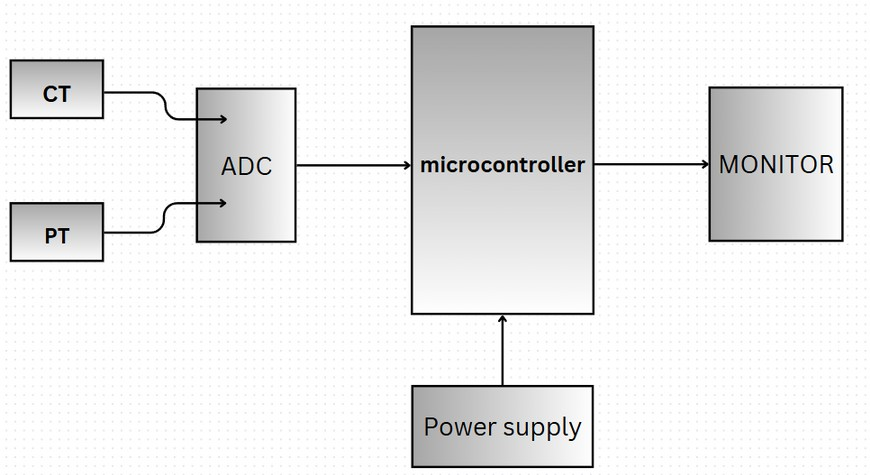 CT
PT
ADC
microcontroller
MONITOR
Power supply